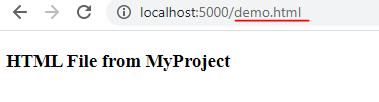 localhost:5000/demo.html
HTML File from MyProject